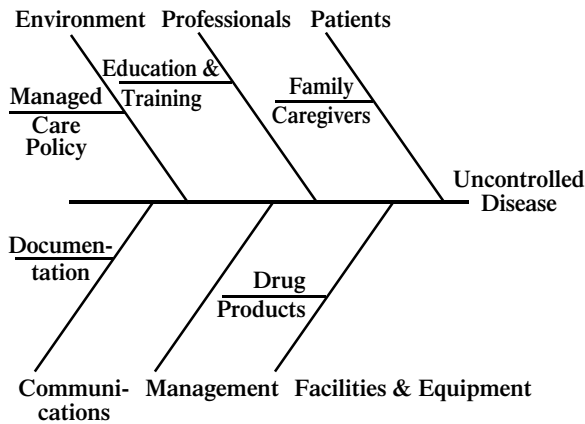 Environment Professionals Patients
Education &
Training
Family
Caregivers
Managed
Care
Policy
Uncontrolled
Disease
Documen-
tation
Drug
Products
Communi-
cations
Management
Facilities & Equipment